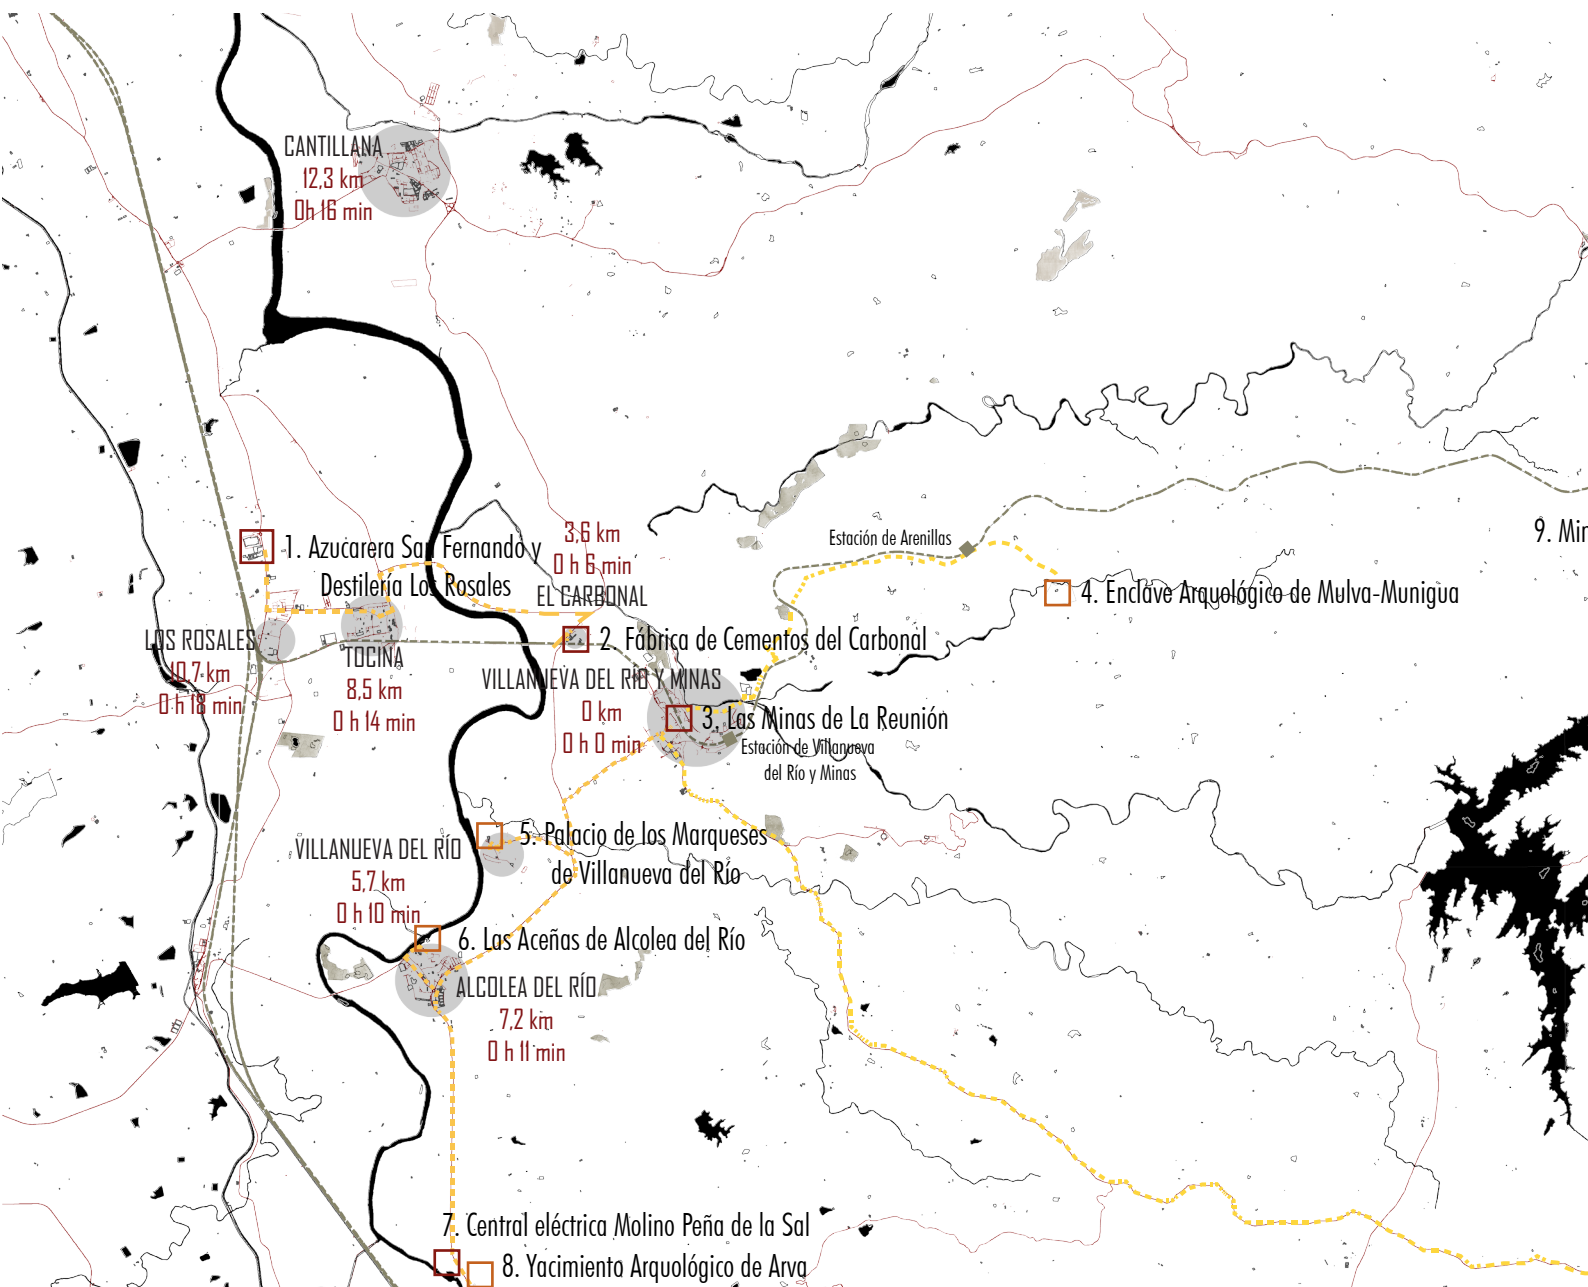 CANTILLANA
12,3 km
0h 16 min
3,6 km
0 h 6 min
EL CARBONAL
1. Azucarera San Fernando y
Destilería Los Rosales
Estación de Arenillas
9. Min
4. Enclave Arqueológico de Mulva-Munigua
LOS ROSALES
10,7 km
0 h 18 min
TOCINA
8,5 km
0 h 14 min
2. Fábrica de Cementos del Carbonal
VILLANUEVA DEL RÍO Y MINAS
0 km
0 h 0 min
3. Las Minas de La Reunión
Estación de Villanueva
del Río y Minas
VILLANUEVA DEL RÍO
5,7 km
0 h 10 min
5. Palacio de los Marqueses
de Villanueva del Río
6. Las Aceñas de Alcolea del Río
ALCOLEA DEL RÍO
7,2 km
0 h 11 min
7. Central eléctrica Molino Peña de la Sal
8. Yacimiento Arqueológico de Arva